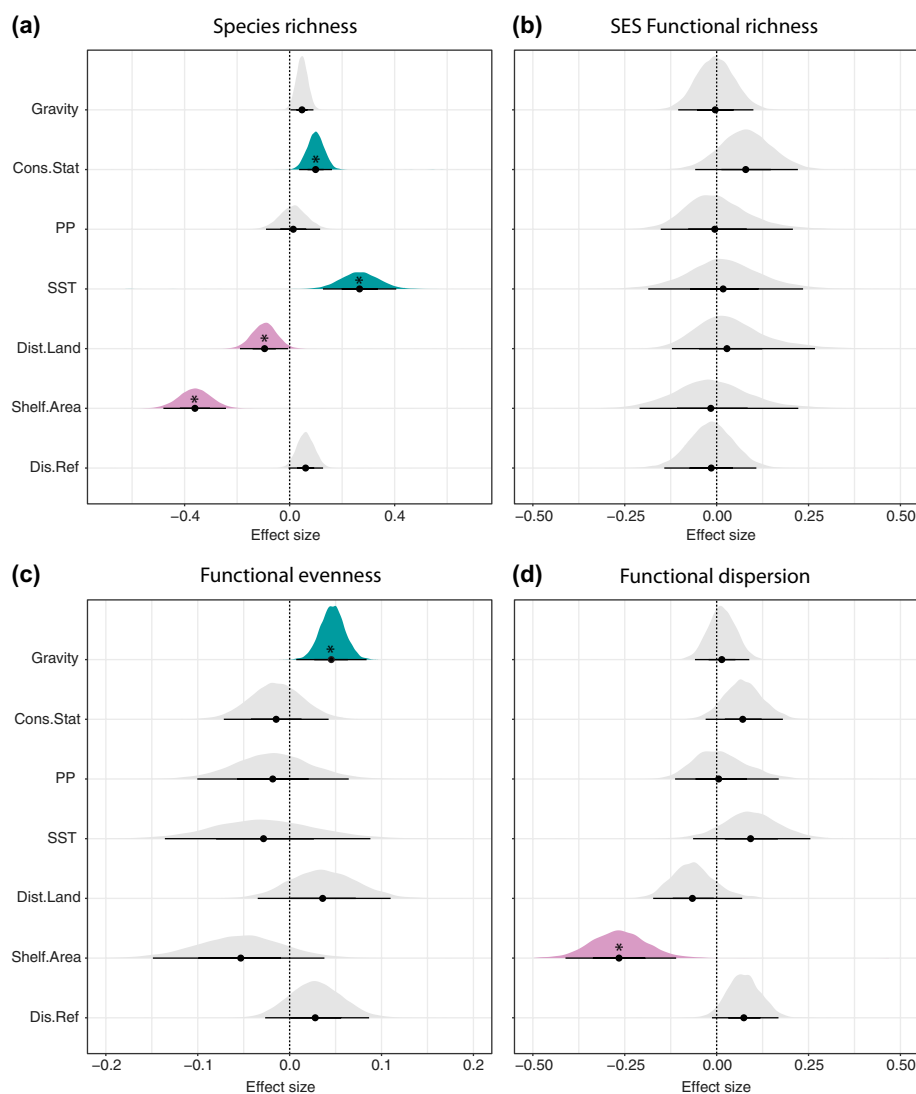 (a) Species richness
(b) SES Functional richness
Gravity
Cons.Stat
*
PP
SST
*
Dist.Land
*
Shelf.Area
*
Dis.Ref
−0.4 0.0 0.4
Effect size
−0.50 −0.25 0.00 0.25 0.50
Effect size
(c) Functional evenness
(d) Functional dispersion
Gravity
*
Cons.Stat
PP
SST
Dist.Land
Shelf.Area
*
Dis.Ref
−0.2 −0.1 0.0 0.1 0.2
Effect size
−0.50 −0.25 0.00 0.25 0.50
Effect size